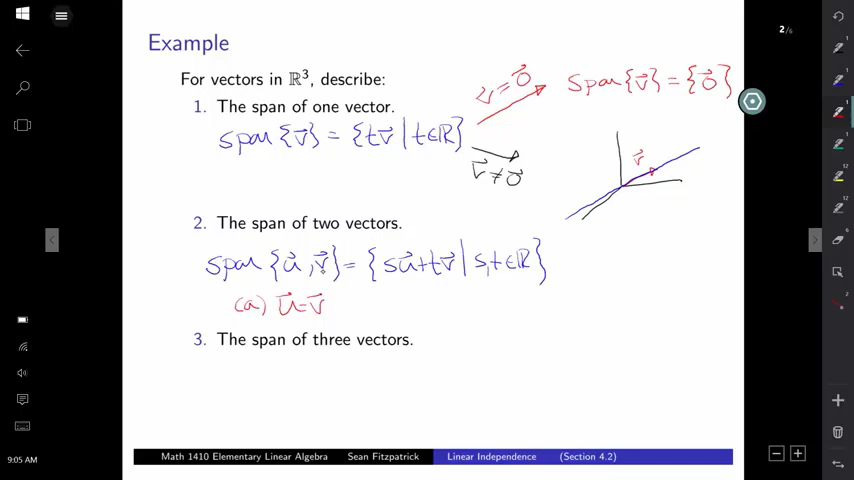 2/6
Example
For vectors in ℝ³, describe:
v⃗ = 0⃗
span{v⃗} = {0⃗}
1. The span of one vector.
span {v⃗} = {tv⃗ | t∈ℝ}
v⃗ ≠ 0⃗
v⃗
2. The span of two vectors.
span {u⃗, v⃗} = {su⃗+tv⃗ | s,t∈ℝ}
(a) u⃗=v⃗
3. The span of three vectors.
9:05 AM
Math 1410 Elementary Linear Algebra Sean Fitzpatrick Linear Independence (Section 4.2)